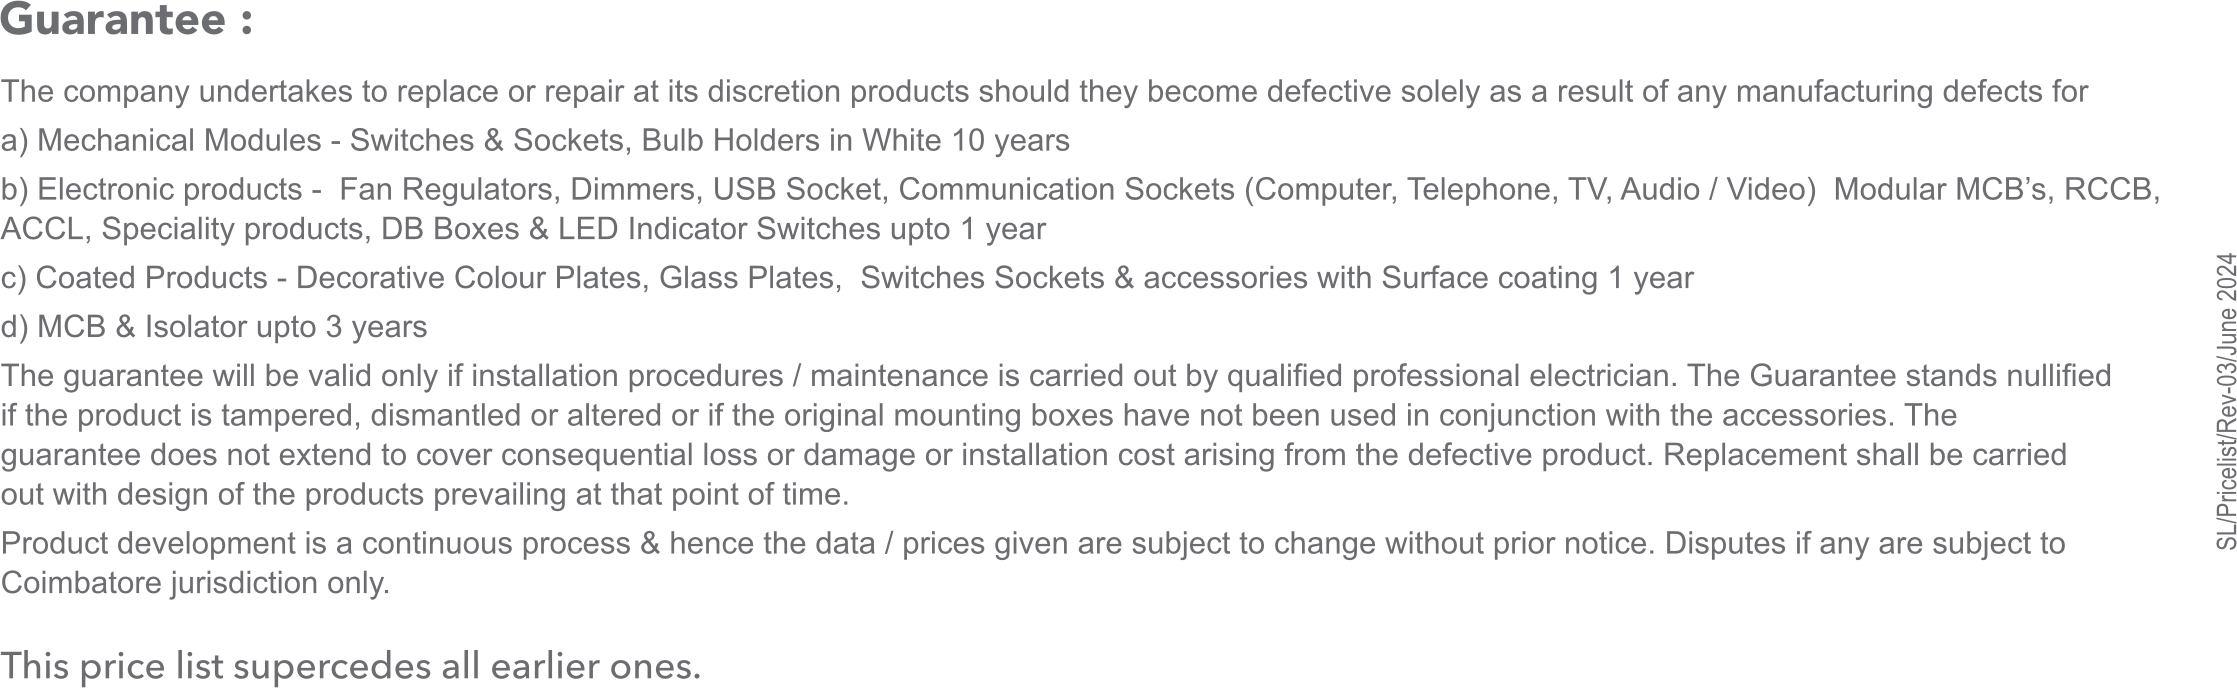 Guarantee :
The company undertakes to replace or repair at its discretion products should they become defective solely as a result of any manufacturing defects for
a) Mechanical Modules - Switches & Sockets, Bulb Holders in White 10 years
b) Electronic products -  Fan Regulators, Dimmers, USB Socket, Communication Sockets (Computer, Telephone, TV, Audio / Video)  Modular MCB’s, RCCB,
ACCL, Speciality products, DB Boxes & LED Indicator Switches upto 1 year
c) Coated Products - Decorative Colour Plates, Glass Plates,  Switches Sockets & accessories with Surface coating 1 year
d) MCB & Isolator upto 3 years
The guarantee will be valid only if installation procedures / maintenance is carried out by qualified professional electrician. The Guarantee stands nullified
if the product is tampered, dismantled or altered or if the original mounting boxes have not been used in conjunction with the accessories. The
guarantee does not extend to cover consequential loss or damage or installation cost arising from the defective product. Replacement shall be carried
out with design of the products prevailing at that point of time.
Product development is a continuous process & hence the data / prices given are subject to change without prior notice. Disputes if any are subject to
Coimbatore jurisdiction only.
This price list supercedes all earlier ones.
SL/Pricelist/Rev-03/June 2024